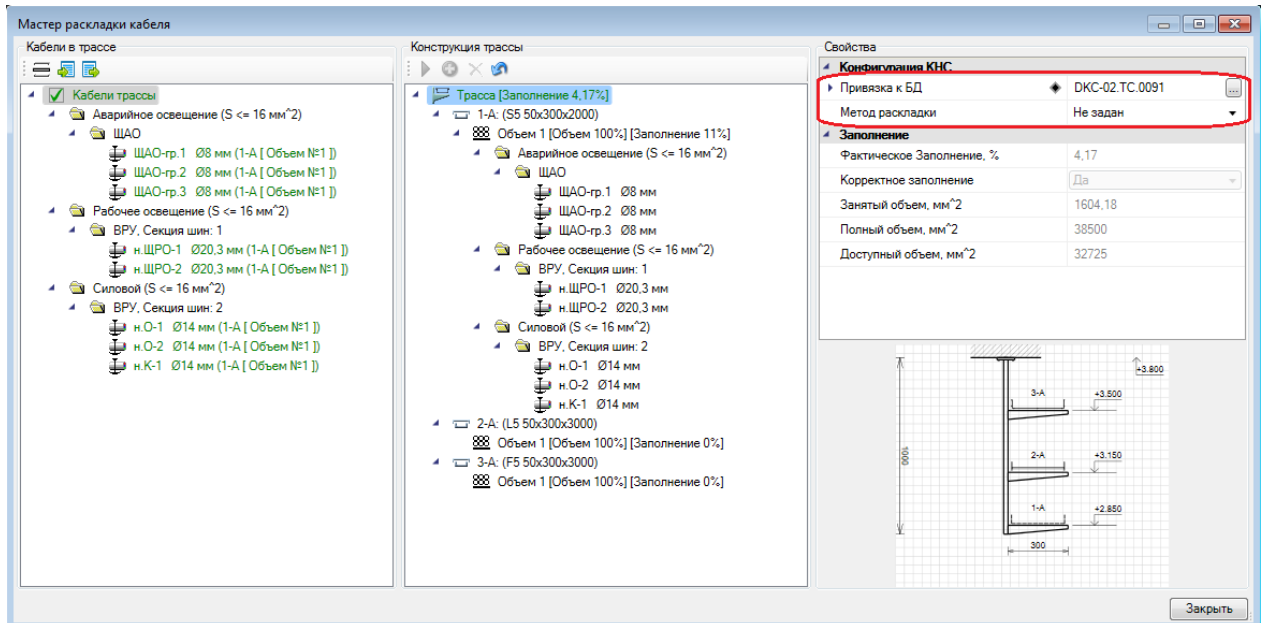 Мастер раскладки кабеля
Кабели в трассе
Кабели трассы
Аварийное освещение (S <= 16 мм^2)
ЩАО
ЩАО-гр.1 Ø8 мм (1-А [ Объем №1 ])
ЩАО-гр.2 Ø8 мм (1-А [ Объем №1 ])
ЩАО-гр.3 Ø8 мм (1-А [ Объем №1 ])
Рабочее освещение (S <= 16 мм^2)
ВРУ, Секция шин: 1
н.ЩРО-1 Ø20,3 мм (1-А [ Объем №1 ])
н.ЩРО-2 Ø20,3 мм (1-А [ Объем №1 ])
Силовой (S <= 16 мм^2)
ВРУ, Секция шин: 2
н.О-1 Ø14 мм (1-А [ Объем №1 ])
н.О-2 Ø14 мм (1-А [ Объем №1 ])
н.К-1 Ø14 мм (1-А [ Объем №1 ])
Конструкция трассы
Трасса [Заполнение 4,17%]
1-А: (S5 50x300x2000)
Объем 1 [Объем 100%] [Заполнение 11%]
Аварийное освещение (S <= 16 мм^2)
ЩАО
ЩАО-гр.1 Ø8 мм
ЩАО-гр.2 Ø8 мм
ЩАО-гр.3 Ø8 мм
Рабочее освещение (S <= 16 мм^2)
ВРУ, Секция шин: 1
н.ЩРО-1 Ø20,3 мм
н.ЩРО-2 Ø20,3 мм
Силовой (S <= 16 мм^2)
ВРУ, Секция шин: 2
н.О-1 Ø14 мм
н.О-2 Ø14 мм
н.К-1 Ø14 мм
2-А: (L5 50x300x3000)
Объем 1 [Объем 100%] [Заполнение 0%]
3-А: (F5 50x300x3000)
Объем 1 [Объем 100%] [Заполнение 0%]
Свойства
Конфигурация КНС
Привязка к БД DKC-02.TC.0091 ...
Метод раскладки Не задан
Заполнение
Фактическое Заполнение, % 4,17
Корректное заполнение Да
Занятый объем, мм^2 1604,18
Полный объем, мм^2 38500
Доступный объем, мм^2 32725
+3.800
3-А +3.500
1000
2-А +3.150
1-А +2.850
300
Закрыть